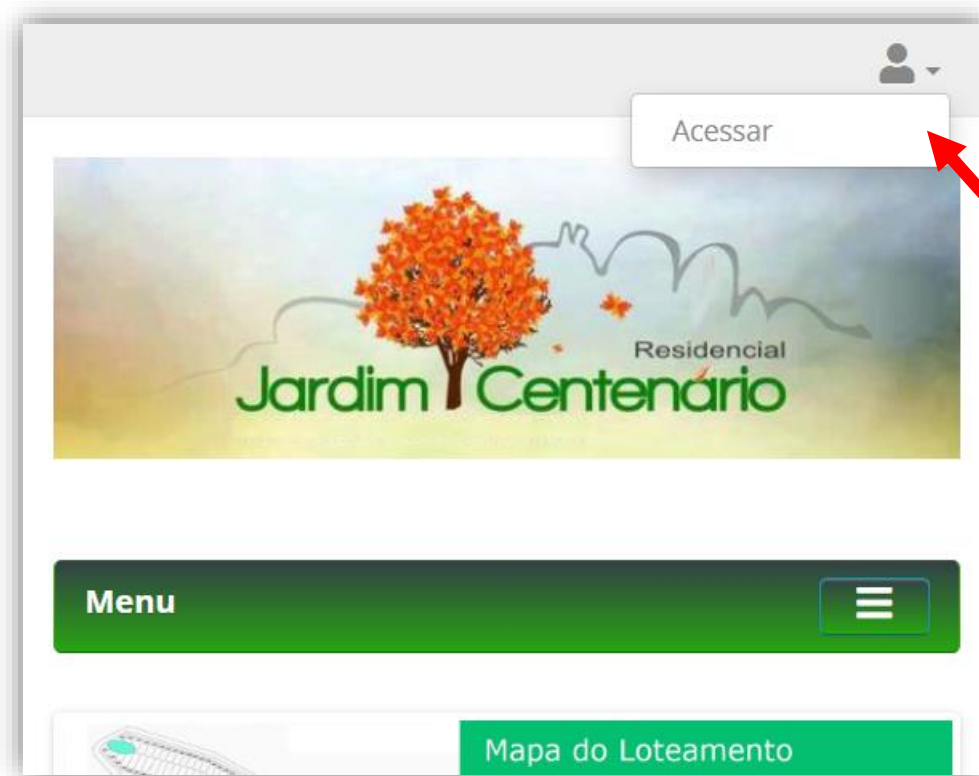 Acessar
Residencial
Jardim Centenário
Menu
Mapa do Loteamento